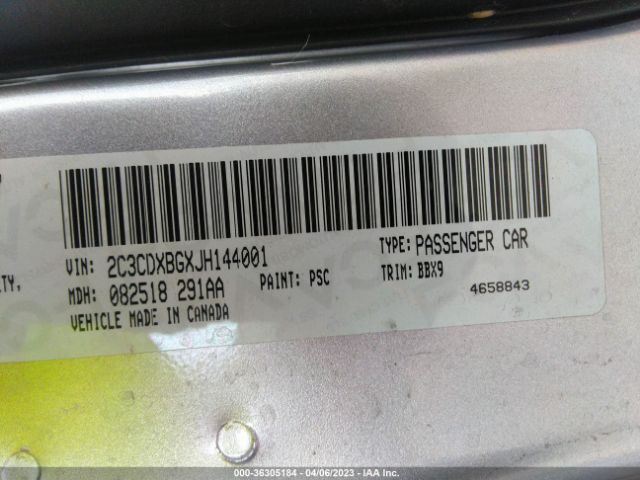 VIN: 2C3CDXBGXJH144001
TYPE: PASSENGER CAR
ITY,
MDH: 082518 291AA
PAINT: PSC
TRIM: BBX9
VEHICLE MADE IN CANADA
4658843
© - 36305184 - 04/06/2023 - IAA Inc.